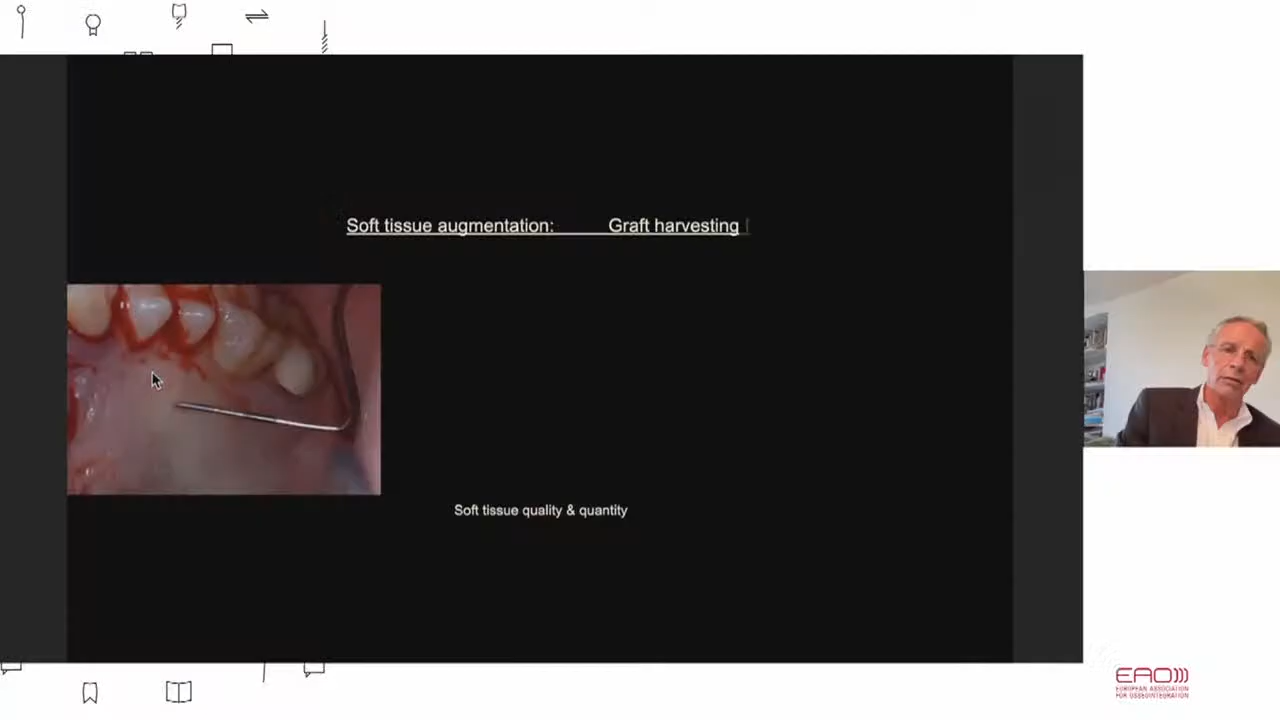 Soft tissue augmentation: Graft harvesting
Soft tissue quality & quantity
EAO
EUROPEAN ASSOCIATION
FOR OSSEOINTEGRATION